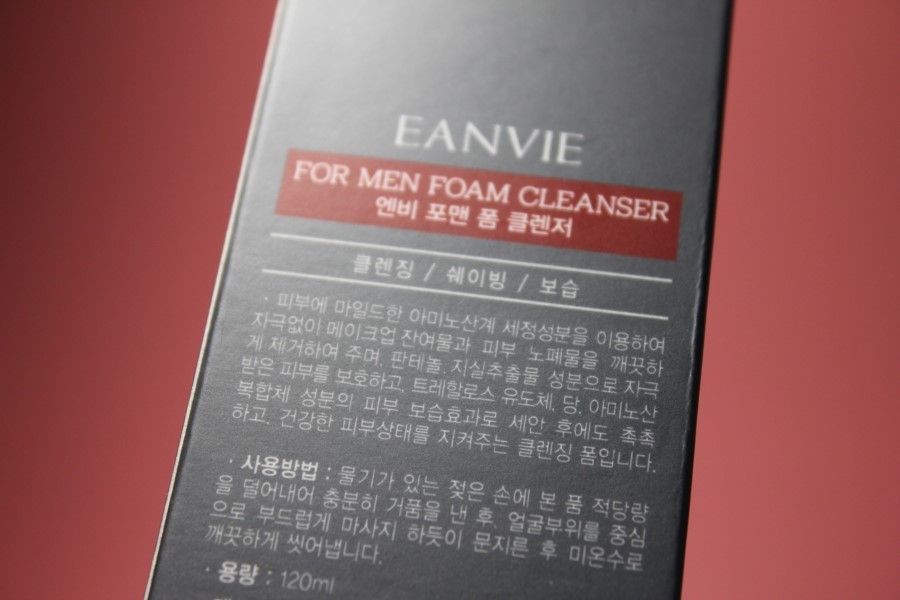 EANVIE
FOR MEN FOAM CLEANSER
엔비 포맨 폼 클렌저
클렌징 / 쉐이빙 / 보습
· 피부에 마일드한 아미노산계 세정성분을 이용하여
자극없이 메이크업 잔여물과 피부 노폐물을 깨끗하
게 제거하여 주며, 판테놀, 지실추출물 성분으로 자극
받은 피부를 보호하고, 트레할로스 유도체, 당, 아미노산
복합체 성분의 피부 보습효과로 세안 후에도 촉촉
하고, 건강한 피부상태를 지켜주는 클렌징 폼입니다.
· 사용방법 : 물기가 있는 젖은 손에 본 품 적당량
을 덜어내어 충분히 거품을 낸 후, 얼굴부위를 중심
으로 부드럽게 마사지 하듯이 문지른 후 미온수로
깨끗하게 씻어냅니다.
· 용량 : 120ml